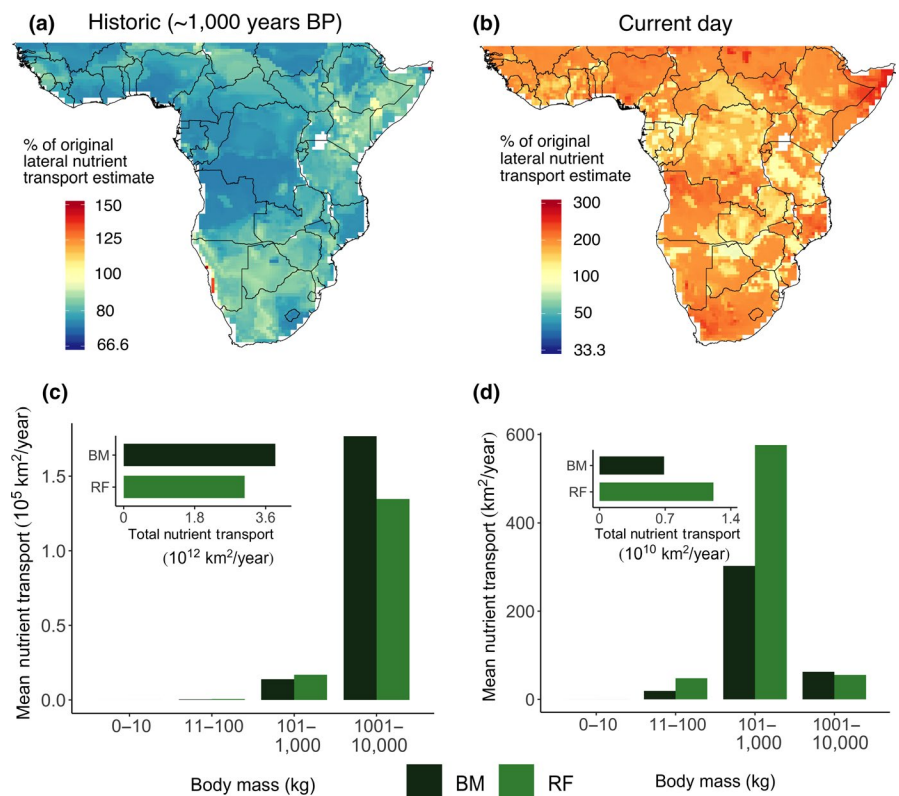 (a) Historic (~1,000 years BP)
% of original
lateral nutrient
transport estimate
150
125
100
80
66.6
(b) Current day
% of original
lateral nutrient
transport estimate
300
200
100
50
33.3
(c)
Mean nutrient transport (10⁵ km²/year)
1.5
1.0
0.5
0.0
BM
RF
0 1.8 3.6
Total nutrient transport
(10¹² km²/year)
0–10 11–100 101– 1001–
1,000 10,000
Body mass (kg)
(d)
Mean nutrient transport (km²/year)
600
400
200
0
BM
RF
0 0.7 1.4
Total nutrient transport
(10¹⁰ km²/year)
0–10 11–100 101– 1001–
1,000 10,000
Body mass (kg)
BM RF